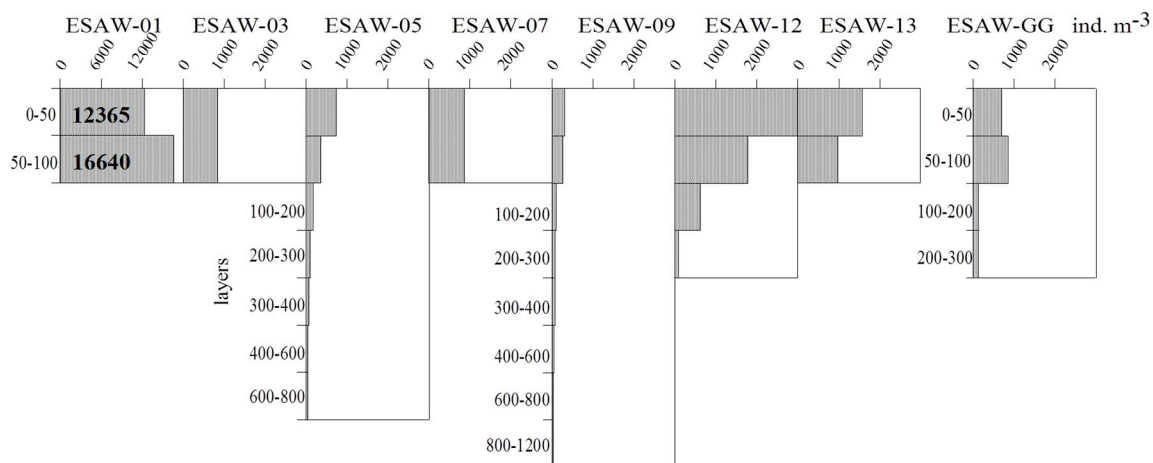 ESAW-01 ESAW-03 ESAW-05 ESAW-07 ESAW-09 ESAW-12 ESAW-13 ESAW-GG ind. m-3
0 6000 12000 0 1000 2000 0 1000 2000 0 1000 2000 0 1000 2000 0 1000 2000 0 1000 2000 0 1000 2000
0-50 12365 0-50
50-100 16640 50-100
100-200 100-200 100-200
200-300 200-300 200-300
layers
300-400 300-400
400-600 400-600
600-800 600-800
800-1200